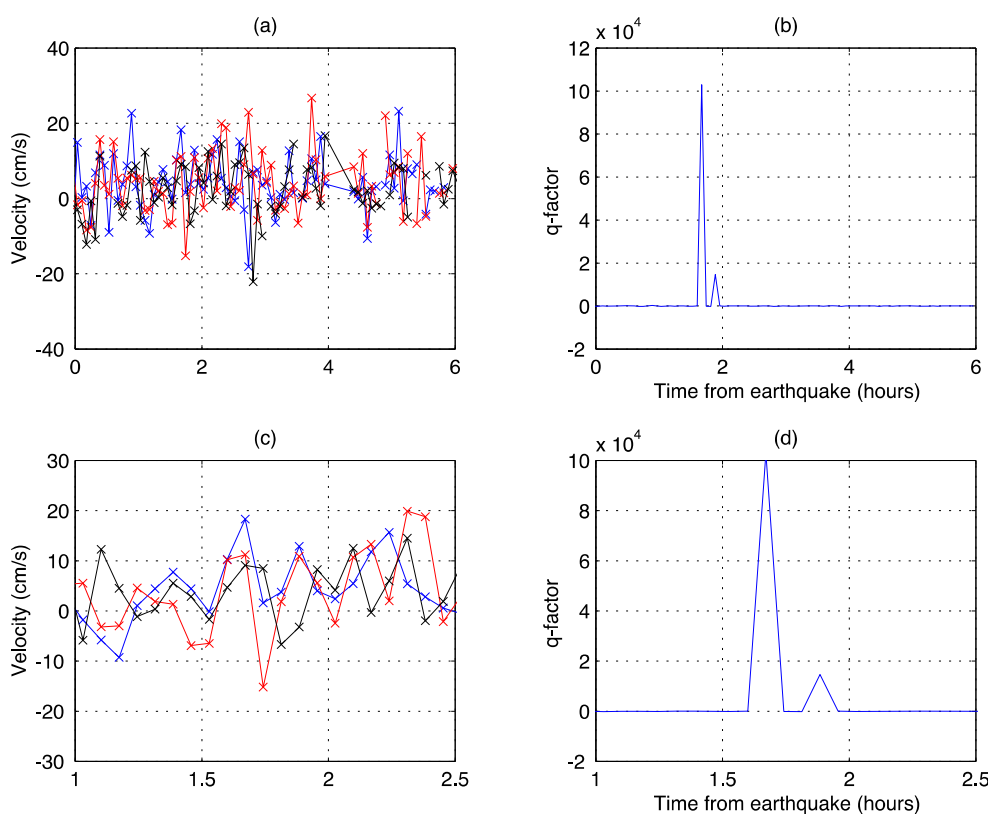 (a)
40
20
0
-20
-40
Velocity (cm/s)
0 2 4 6
(b)
x 10^4
12
10
8
6
4
2
0
-2
q-factor
0 2 4 6
Time from earthquake (hours)
(c)
30
20
10
0
-10
-20
-30
Velocity (cm/s)
1 1.5 2 2.5
(d)
x 10^4
10
8
6
4
2
0
-2
q-factor
1 1.5 2 2.5
Time from earthquake (hours)